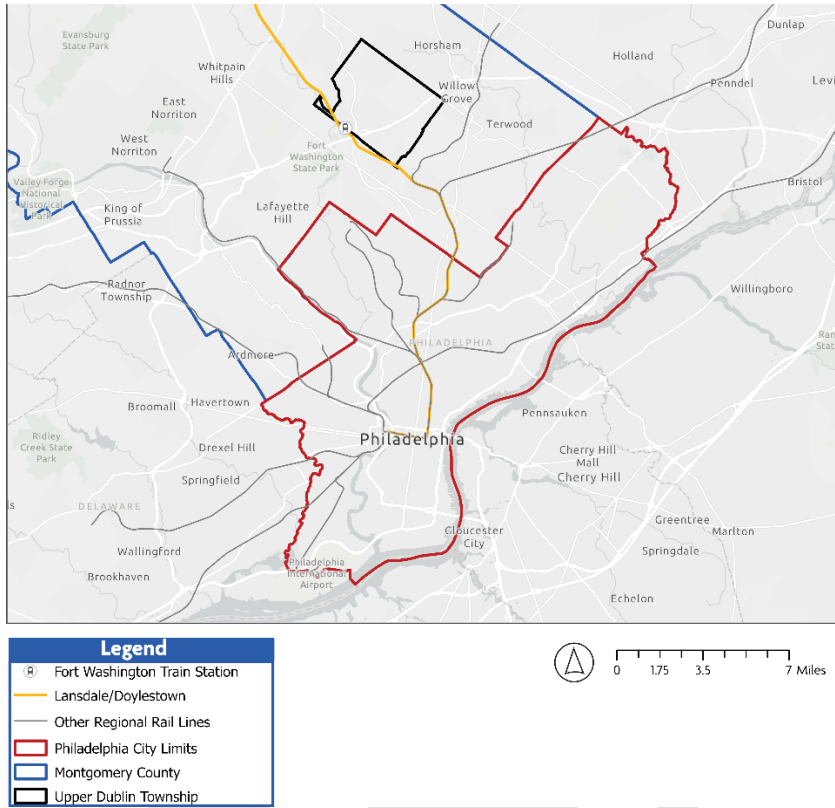 Evansburg
State Park
Dunlap
Horsham
Holland
Whitpain
Hills
Willow
Grove
Penndel
Levi
East
Norriton
Terwood
West
Norriton
Fort
Washington
State Park
Valley Forge
National
Historical
Park
Bristol
King of
Prussia
Lafayette
Hill
Radnor
Township
Willingboro
PHILADELPHIA
Ran
State
Ardmore
Broomall
Havertown
Pennsauken
Philadelphia
Ridley
Creek State
Park
Drexel Hill
Cherry Hill
Mall
Cherry Hill
Springfield
DELAWARE
Greentree
Marlton
Gloucester
City
Springdale
Wallingford
Philadelphia
International
Airport
Brookhaven
Echelon
Legend
Fort Washington Train Station
Lansdale/Doylestown
Other Regional Rail Lines
Philadelphia City Limits
Montgomery County
Upper Dublin Township
0 1.75 3.5 7 Miles